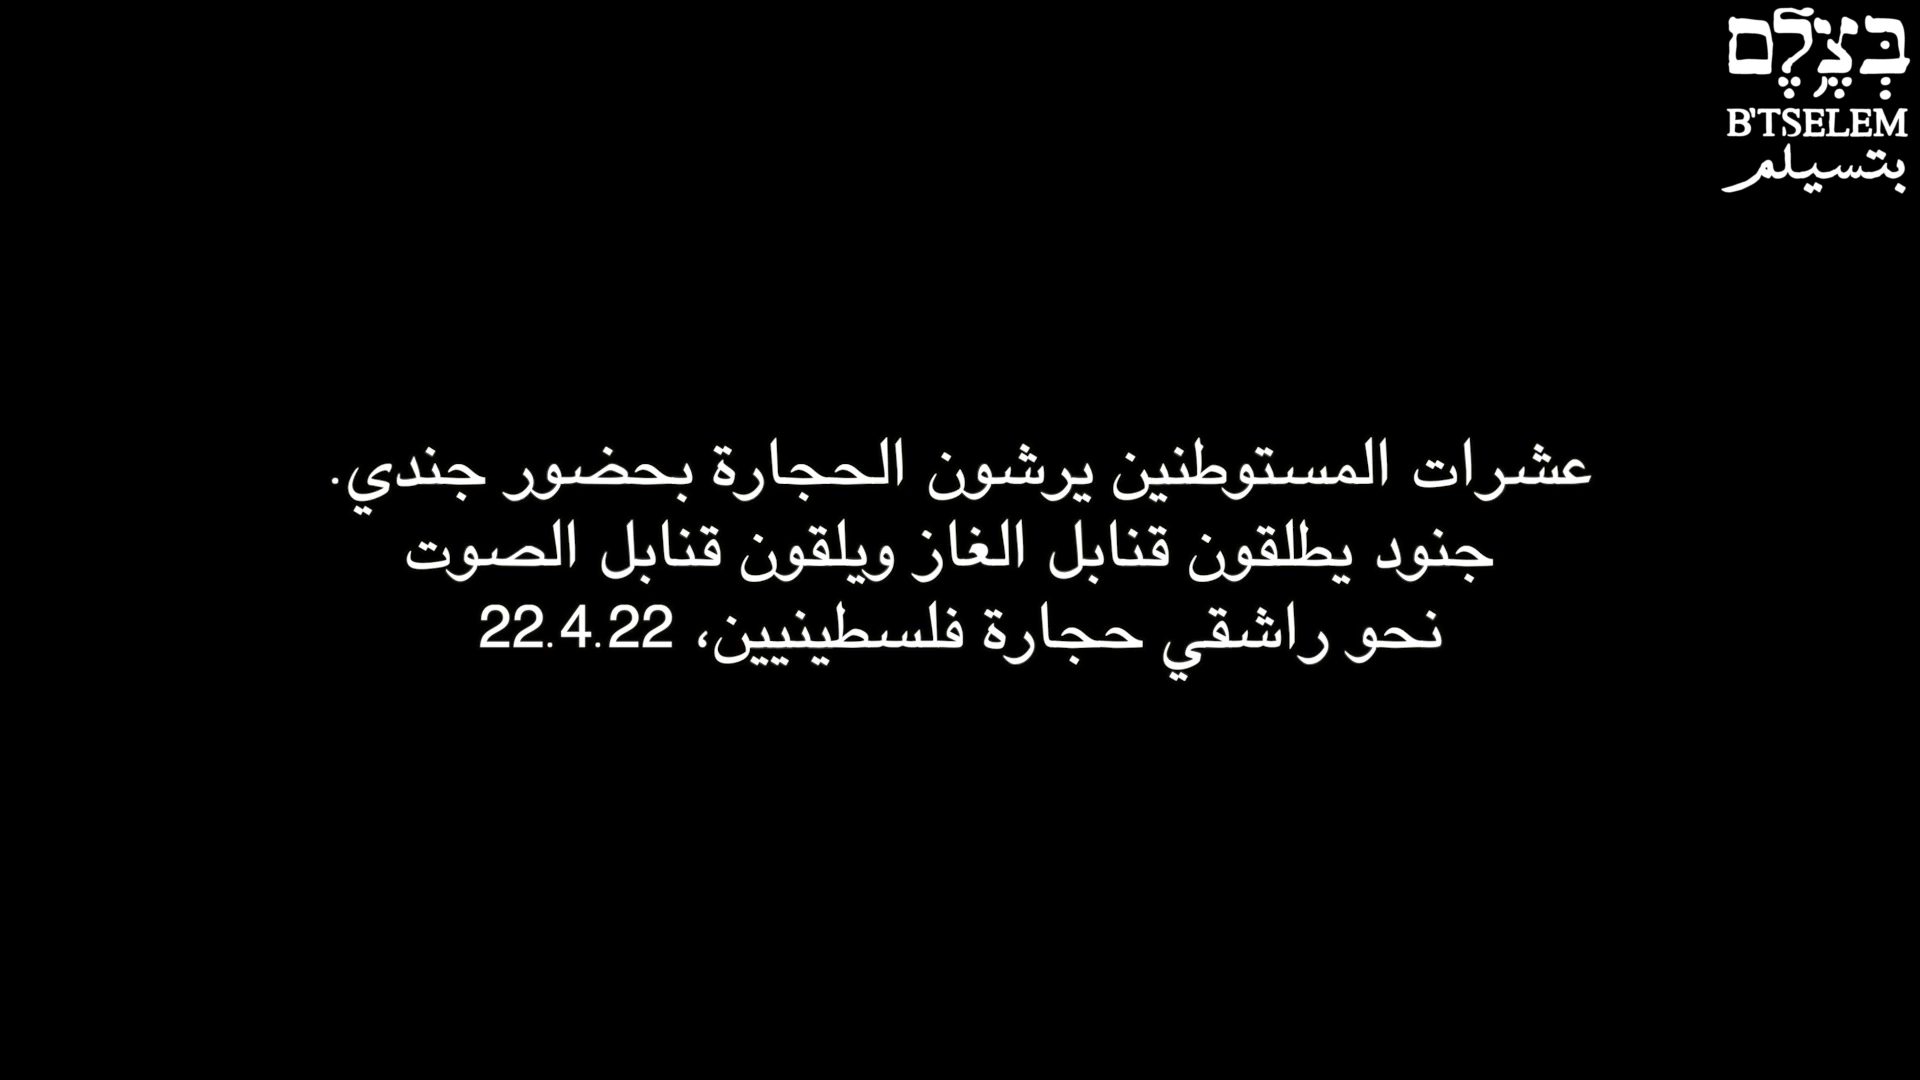 בְּצֶלֶם
B'TSELEM
بتسيلم
عشرات المستوطنين يرشون الحجارة بحضور جندي.
جنود يطلقون قنابل الغاز ويلقون قنابل الصوت
نحو راشقي حجارة فلسطينيين، 22.4.22